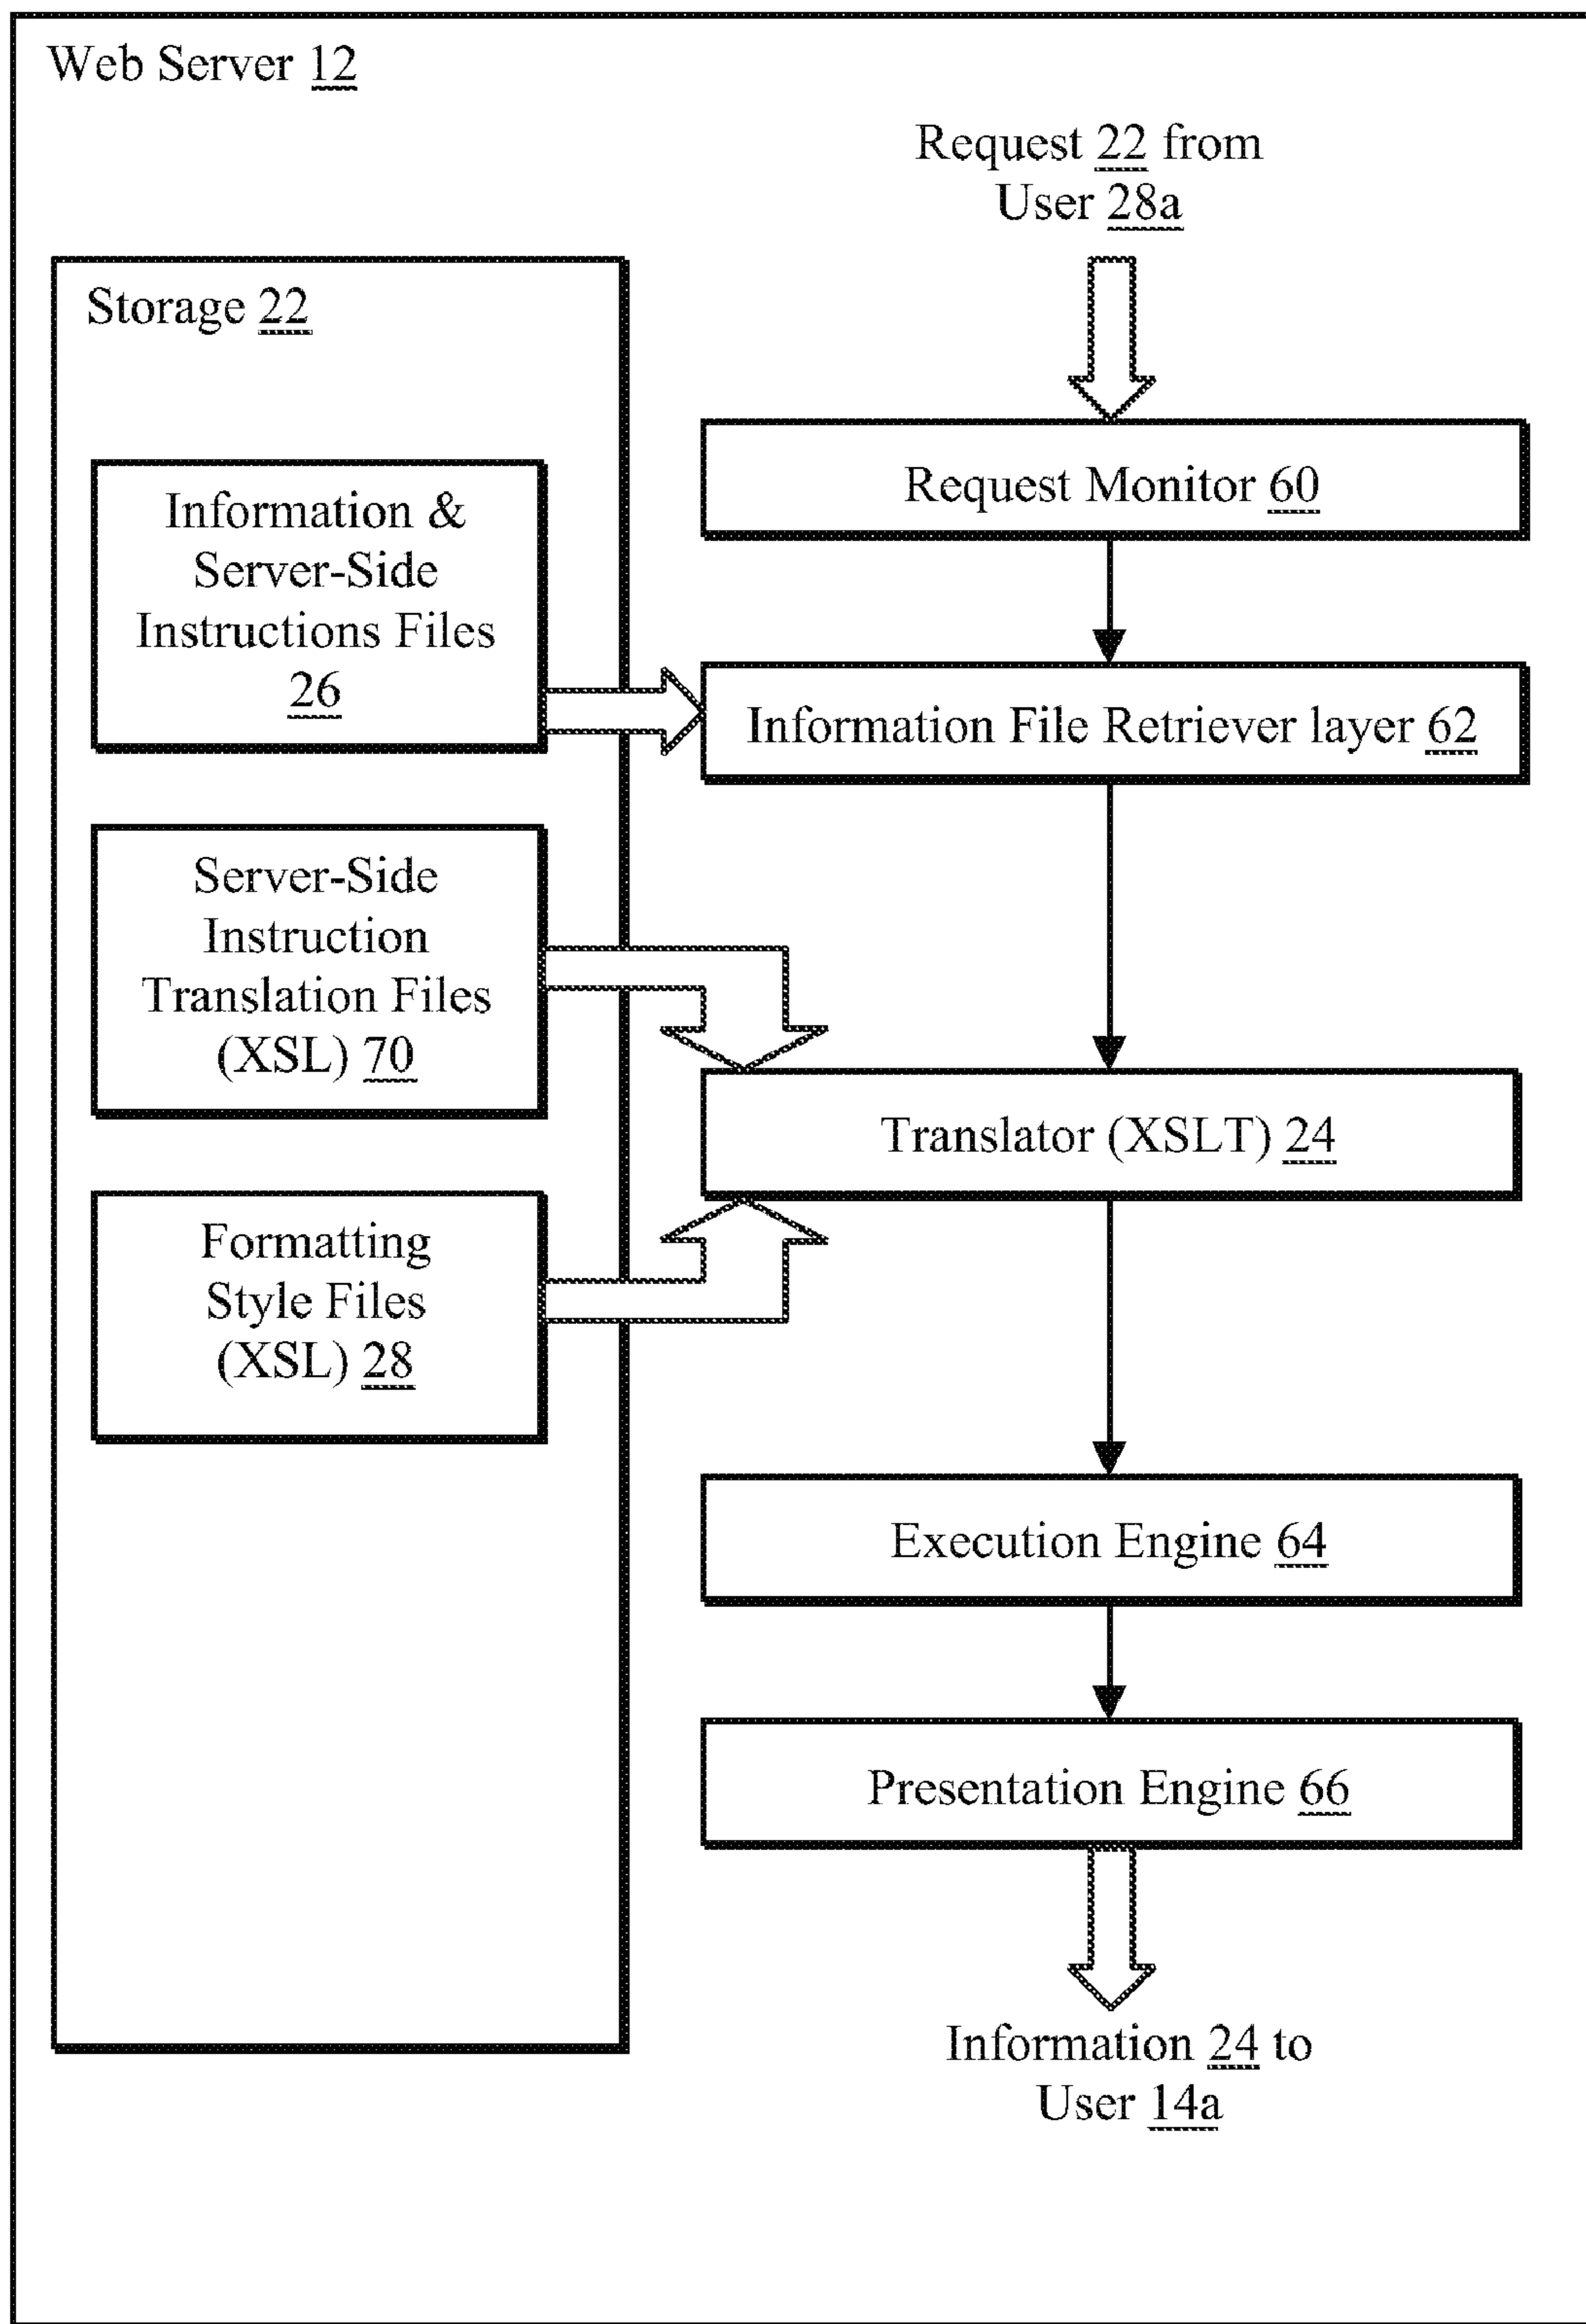 Web Server 12
Request 22 from
User 28a
Storage 22
Information &
Server-Side
Instructions Files
26
Server-Side
Instruction
Translation Files
(XSL) 70
Formatting
Style Files
(XSL) 28
Request Monitor 60
Information File Retriever layer 62
Translator (XSLT) 24
Execution Engine 64
Presentation Engine 66
Information 24 to
User 14a